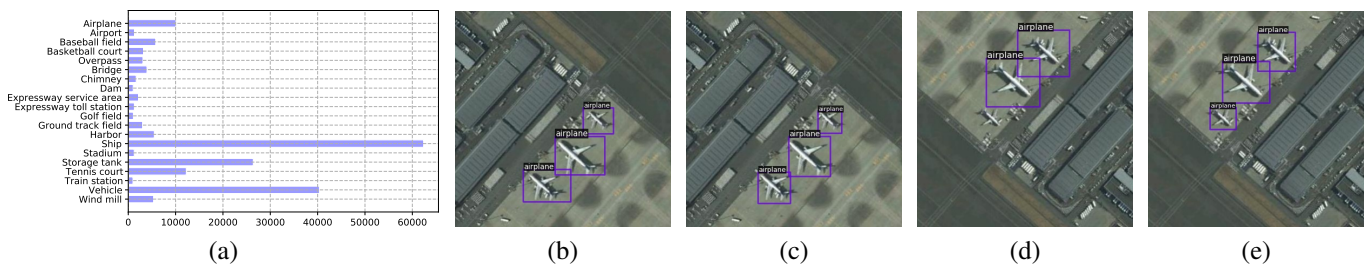 Airplane
Airport
Baseball field
Basketball court
Overpass
Bridge
Chimney
Dam
Expressway service area
Expressway toll station
Golf field
Ground track field
Harbor
Ship
Stadium
Storage tank
Tennis court
Train station
Vehicle
Wind mill
0 10000 20000 30000 40000 50000 60000
(a)
airplane
airplane
airplane
(b)
airplane
airplane
airplane
(c)
airplane
airplane
(d)
airplane
airplane
airplane
(e)